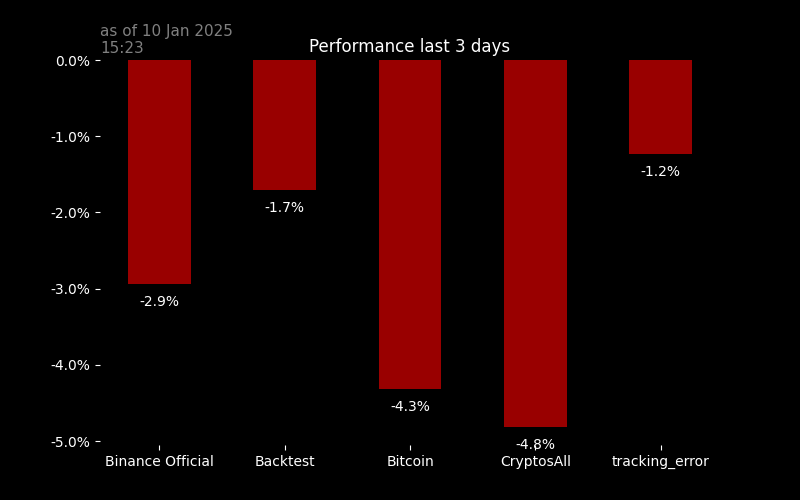 as of 10 Jan 2025
15:23
Performance last 3 days
0.0%
-1.0%
-2.0%
-3.0%
-4.0%
-5.0%
-2.9%
-1.7%
-4.3%
-4.8%
-1.2%
Binance Official
Backtest
Bitcoin
CryptosAll
tracking_error